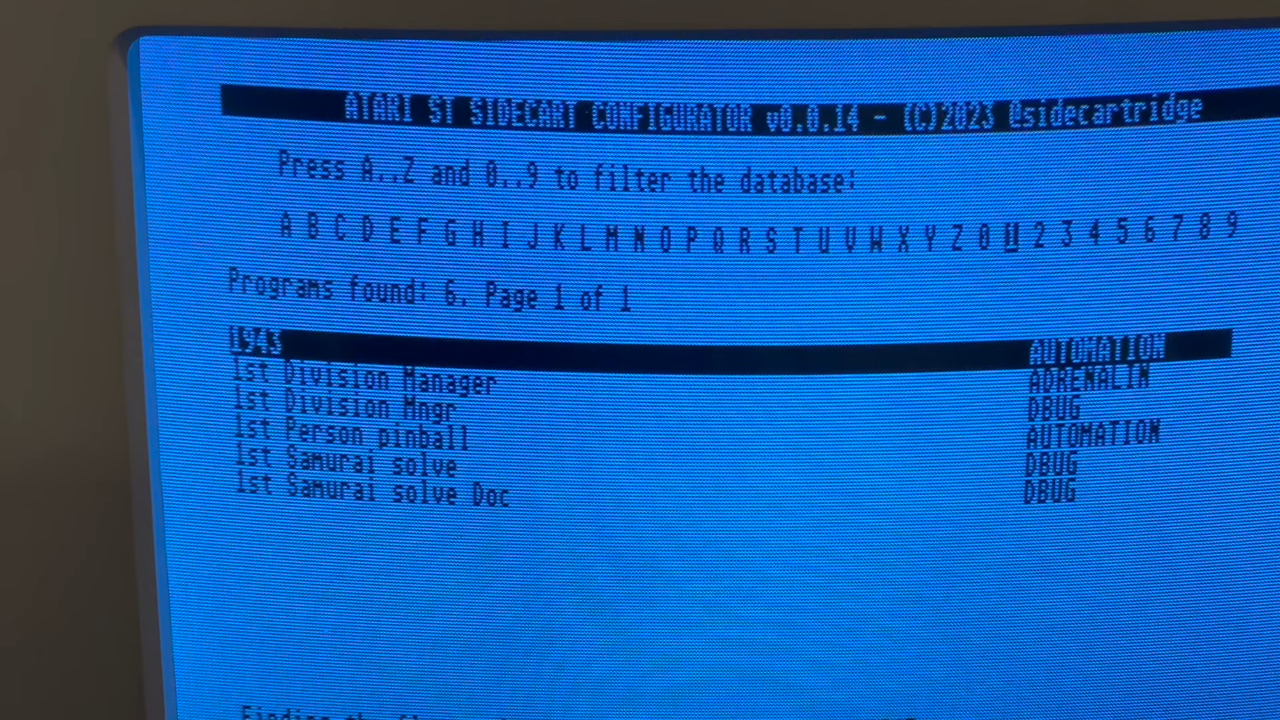 ATARI ST SIDECART CONFIGURATOR v0.0.14 - (C)2023 @sidecartridge
Press A..Z and 0..9 to filter the database:
A B C D E F G H I J K L M N O P Q R S T U V W X Y Z 0 1 2 3 4 5 6 7 8 9
Programs found: 6. Page 1 of 1
1943 AUTOMATION
1st Division Manager ADRENALIN
1st Division Mngr DBUG
1st Person pinball AUTOMATION
1st Samurai solve DBUG
1st Samurai solve Doc DBUG